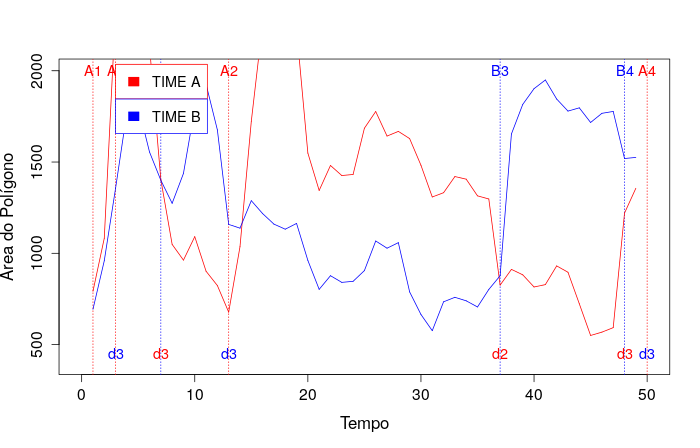 A1 A A2 B3 B4 A4
TIME A
TIME B
Área do Polígono
2000
1500
1000
500
d3 d3 d3 d2 d3 d3
0 10 20 30 40 50
Tempo